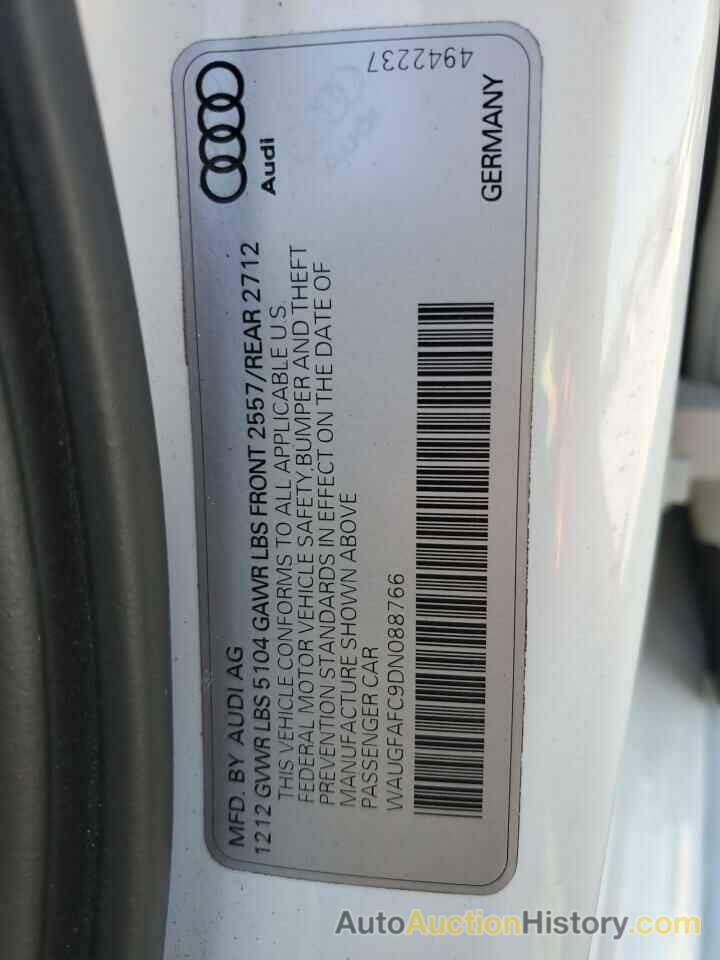 MFD. BY AUDI AG
1212 GVWR LBS 5104 GAWR LBS FRONT 2557/REAR 2712
THIS VEHICLE CONFORMS TO ALL APPLICABLE U.S.
FEDERAL MOTOR VEHICLE SAFETY,BUMPER AND THEFT
PREVENTION STANDARDS IN EFFECT ON THE DATE OF
MANUFACTURE SHOWN ABOVE
PASSENGER CAR
WAUGFAFC9DN088766
Audi
GERMANY
4942237
AutoAuctionHistory.com